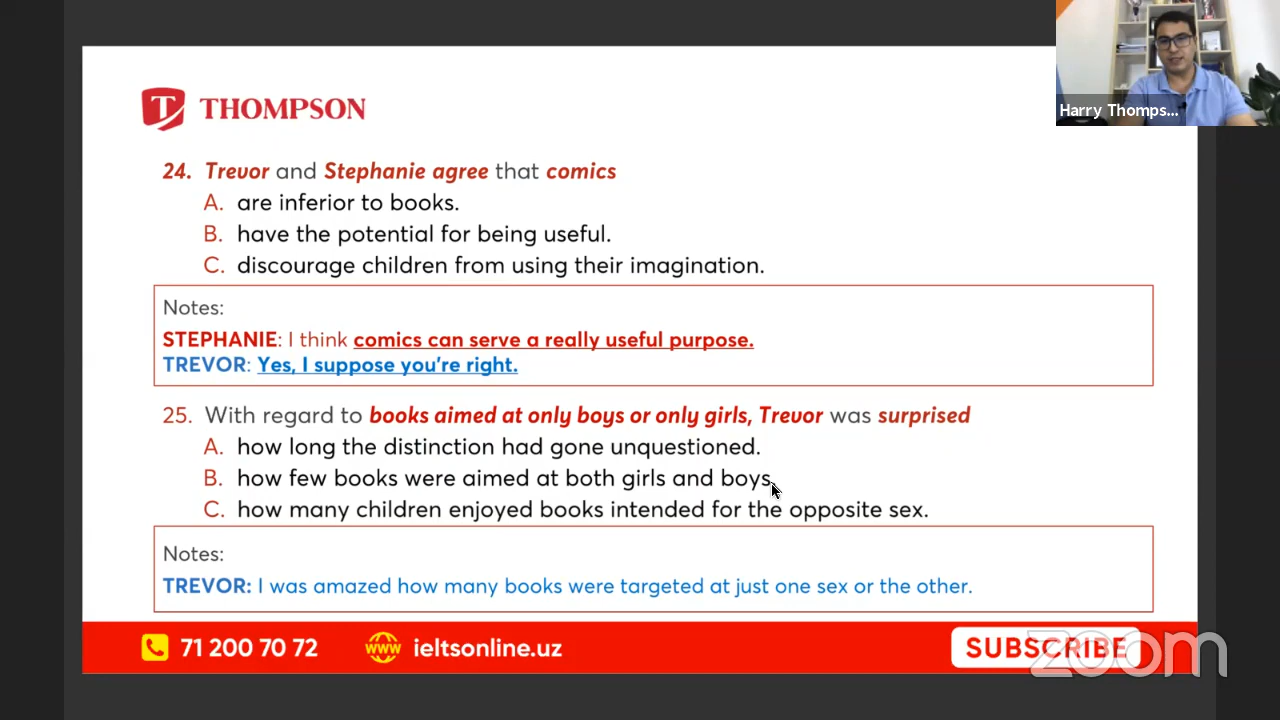 Harry Thomps...
THOMPSON
24. Trevor and Stephanie agree that comics
A. are inferior to books.
B. have the potential for being useful.
C. discourage children from using their imagination.
Notes:
STEPHANIE: I think comics can serve a really useful purpose.
TREVOR: Yes, I suppose you're right.
25. With regard to books aimed at only boys or only girls, Trevor was surprised
A. how long the distinction had gone unquestioned.
B. how few books were aimed at both girls and boys.
C. how many children enjoyed books intended for the opposite sex.
Notes:
TREVOR: I was amazed how many books were targeted at just one sex or the other.
71 200 70 72 www ieltsonline.uz SUBSCRIBE
zoom